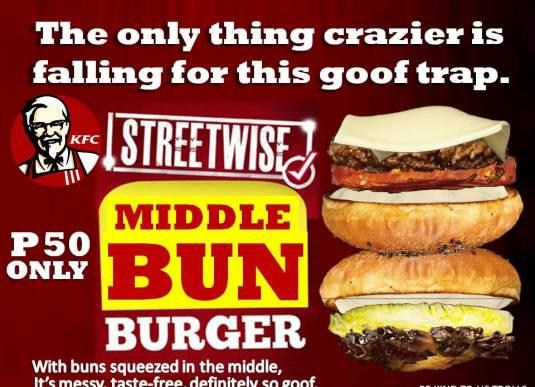 The only thing crazier is
falling for this goof trap.
KFC
STREETWISE
MIDDLE
BUN
BURGER
P50
ONLY
With buns squeezed in the middle,
It's messy, taste-free, definitely so goof.